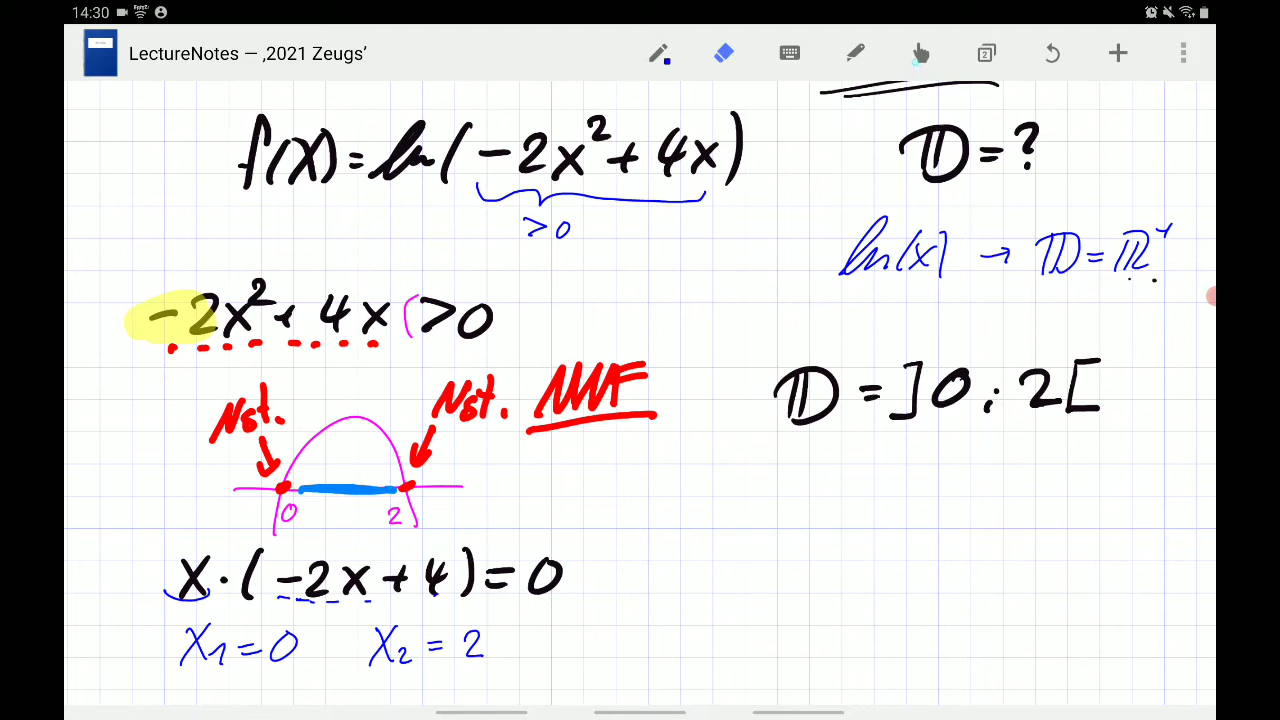 14:30
LectureNotes — ‚2021 Zeugs’
2
f(x) = ln(-2x² + 4x)
D = ?
> 0
ln(x) → D = R⁺
-2x² + 4x > 0
Nst.
Nst.
D = ]0 ; 2[
0
2
x · (-2x + 4) = 0
x₁ = 0 x₂ = 2